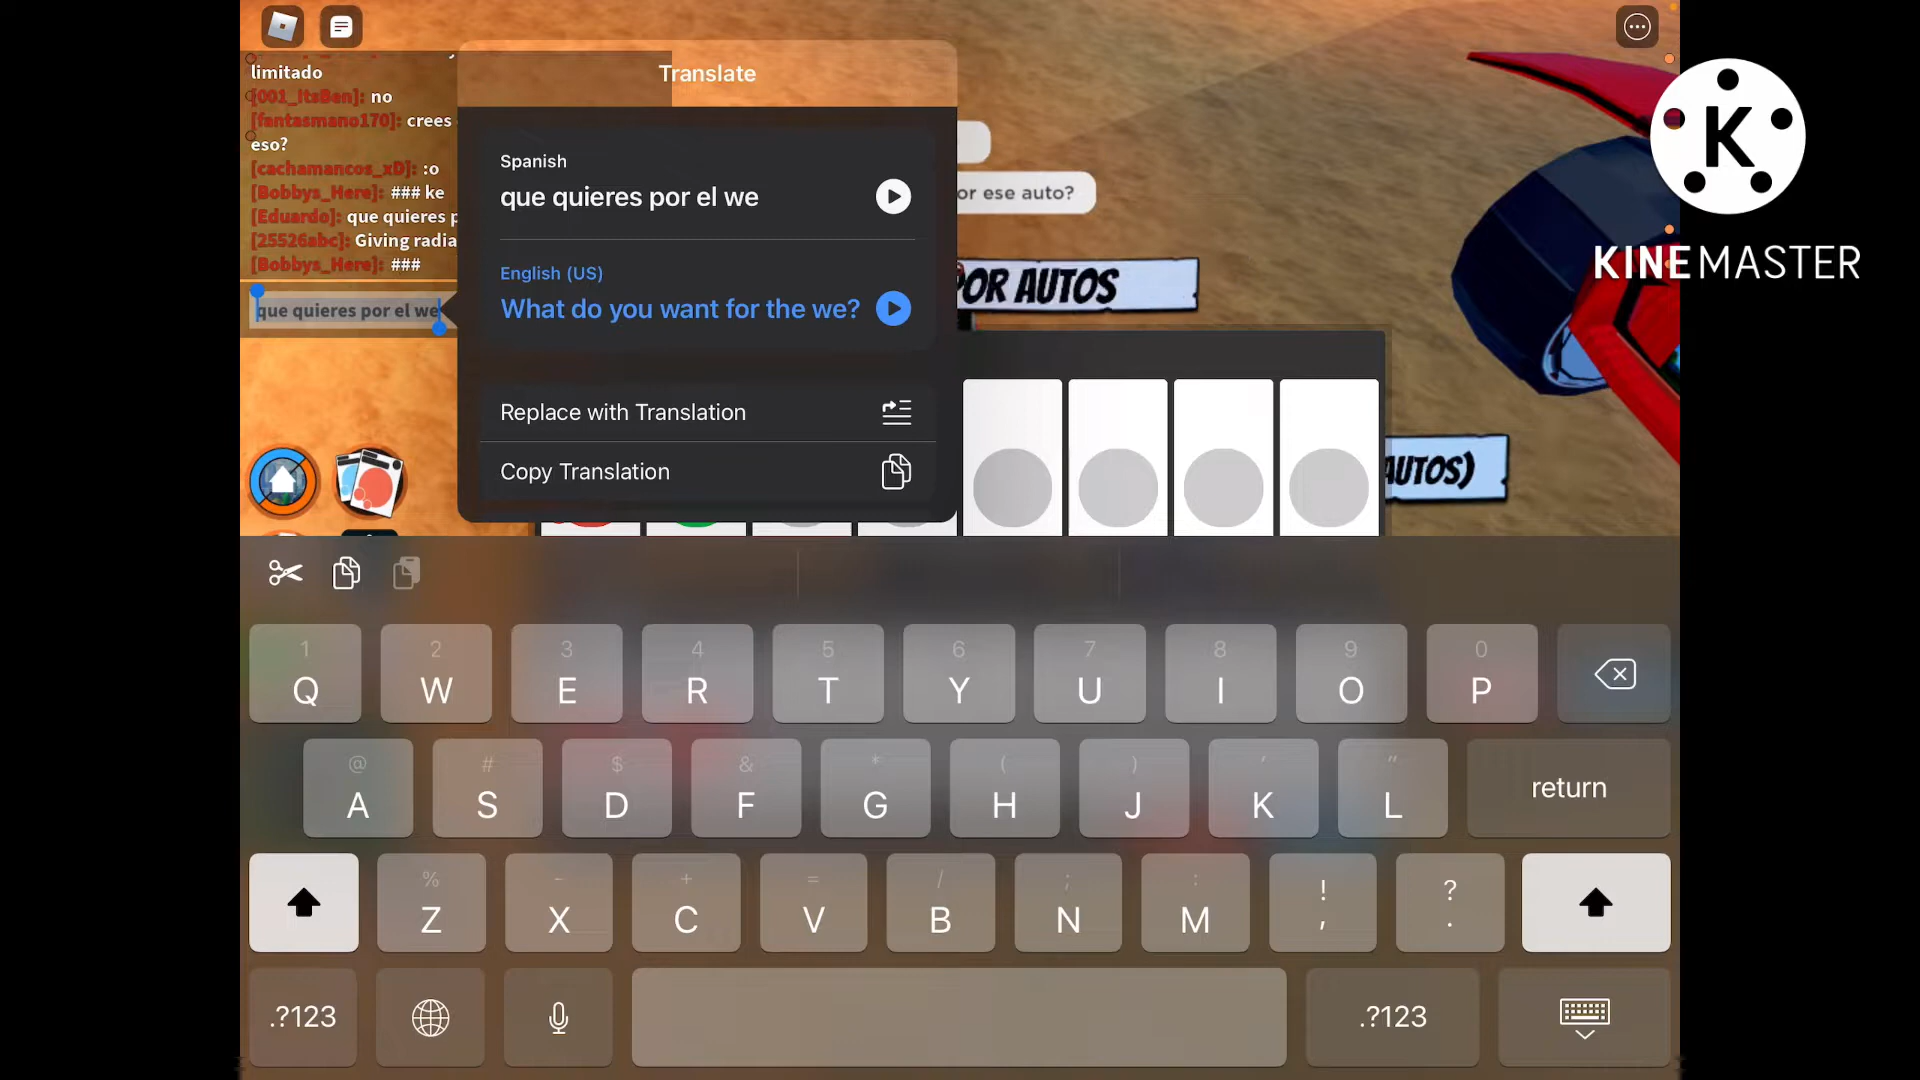 Translate
limitado
[001_ItsBen]: no
[fantasmano170]: crees
eso?
[cachamancos_xD]: :o
[Bobbys_Here]: ### ke
[Eduardo]: que quieres p
[25526abc]: Giving radia
[Bobbys_Here]: ###
que quieres por el we
Spanish
que quieres por el we
English (US)
What do you want for the we?
Replace with Translation
Copy Translation
or ese auto?
POR AUTOS
AUTOS)
K
KINEMASTER
1 2 3 4 5 6 7 8 9 0
Q W E R T Y U I O P
@ # $ & * ( ) ' "
A S D F G H J K L return
% - + = / ; : ! ?
Z X C V B N M , .
.?123 .?123